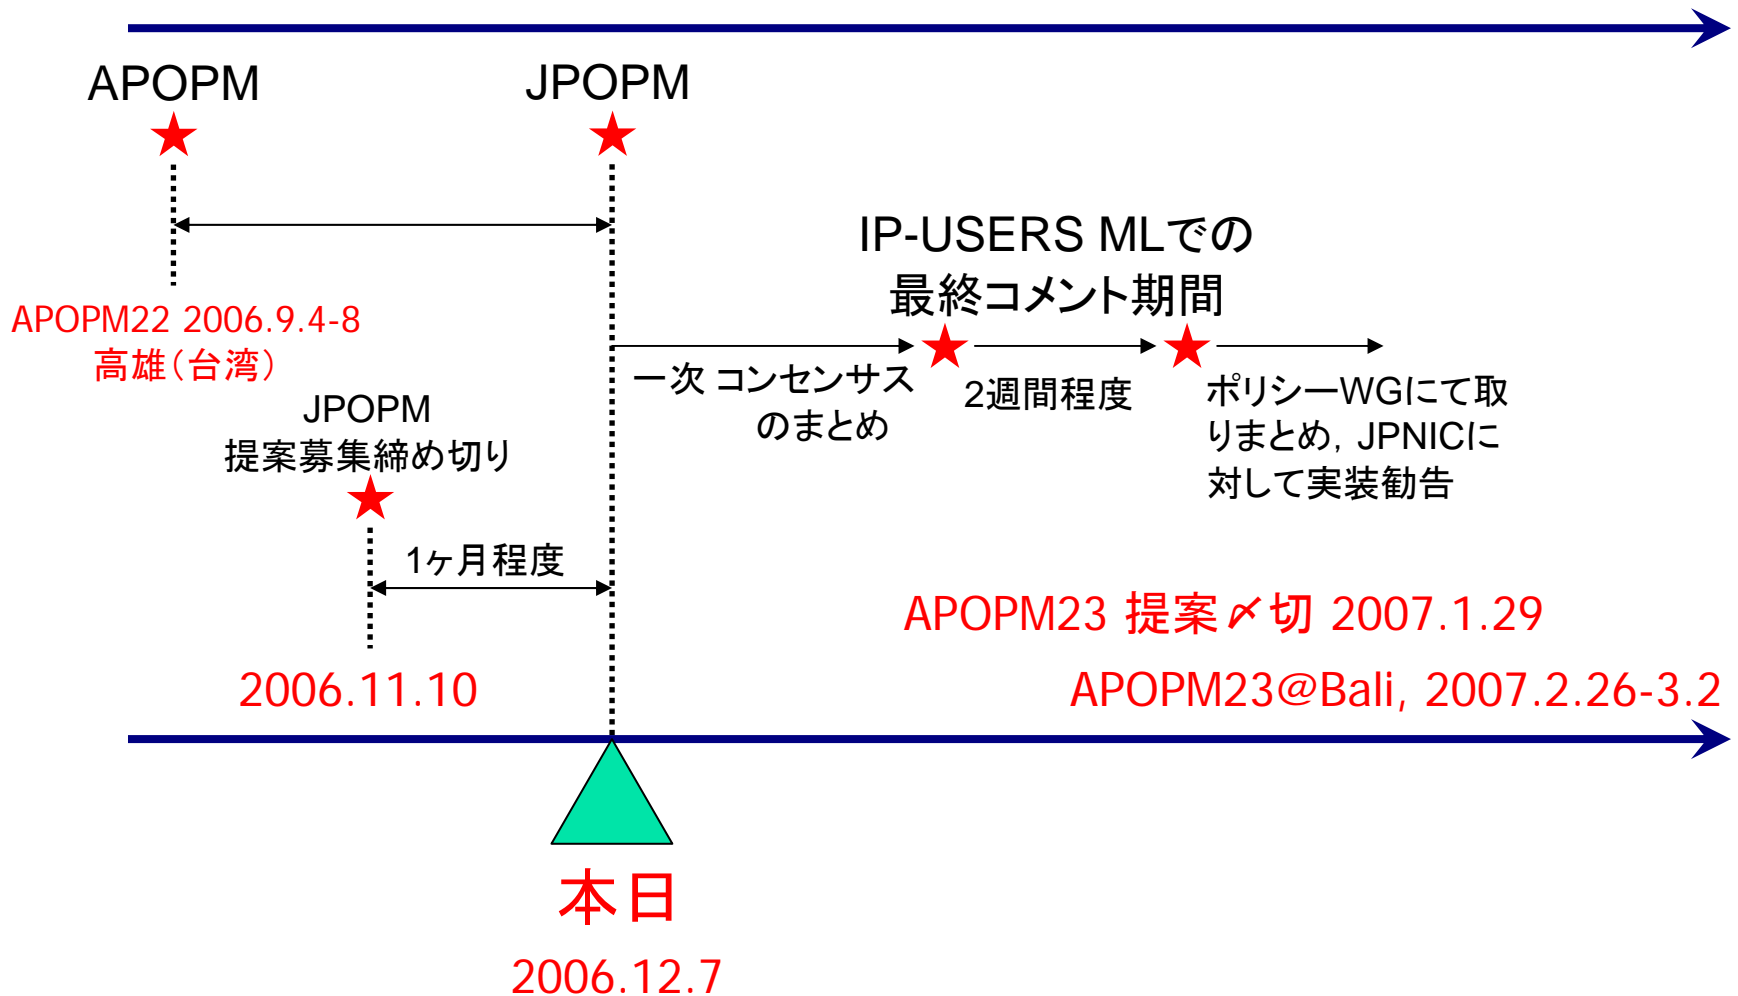 APOPM
JPOPM
IP-USERS MLでの
最終コメント期間
APOPM22 2006.9.4-8
高雄（台湾）
一次 コンセンサス
のまとめ
2週間程度
ポリシーWGにて取
りまとめ，JPNICに
対して実装勧告
JPOPM
提案募集締め切り
1ヶ月程度
2006.11.10
APOPM23 提案〆切 2007.1.29
APOPM23@Bali, 2007.2.26-3.2
本日
2006.12.7